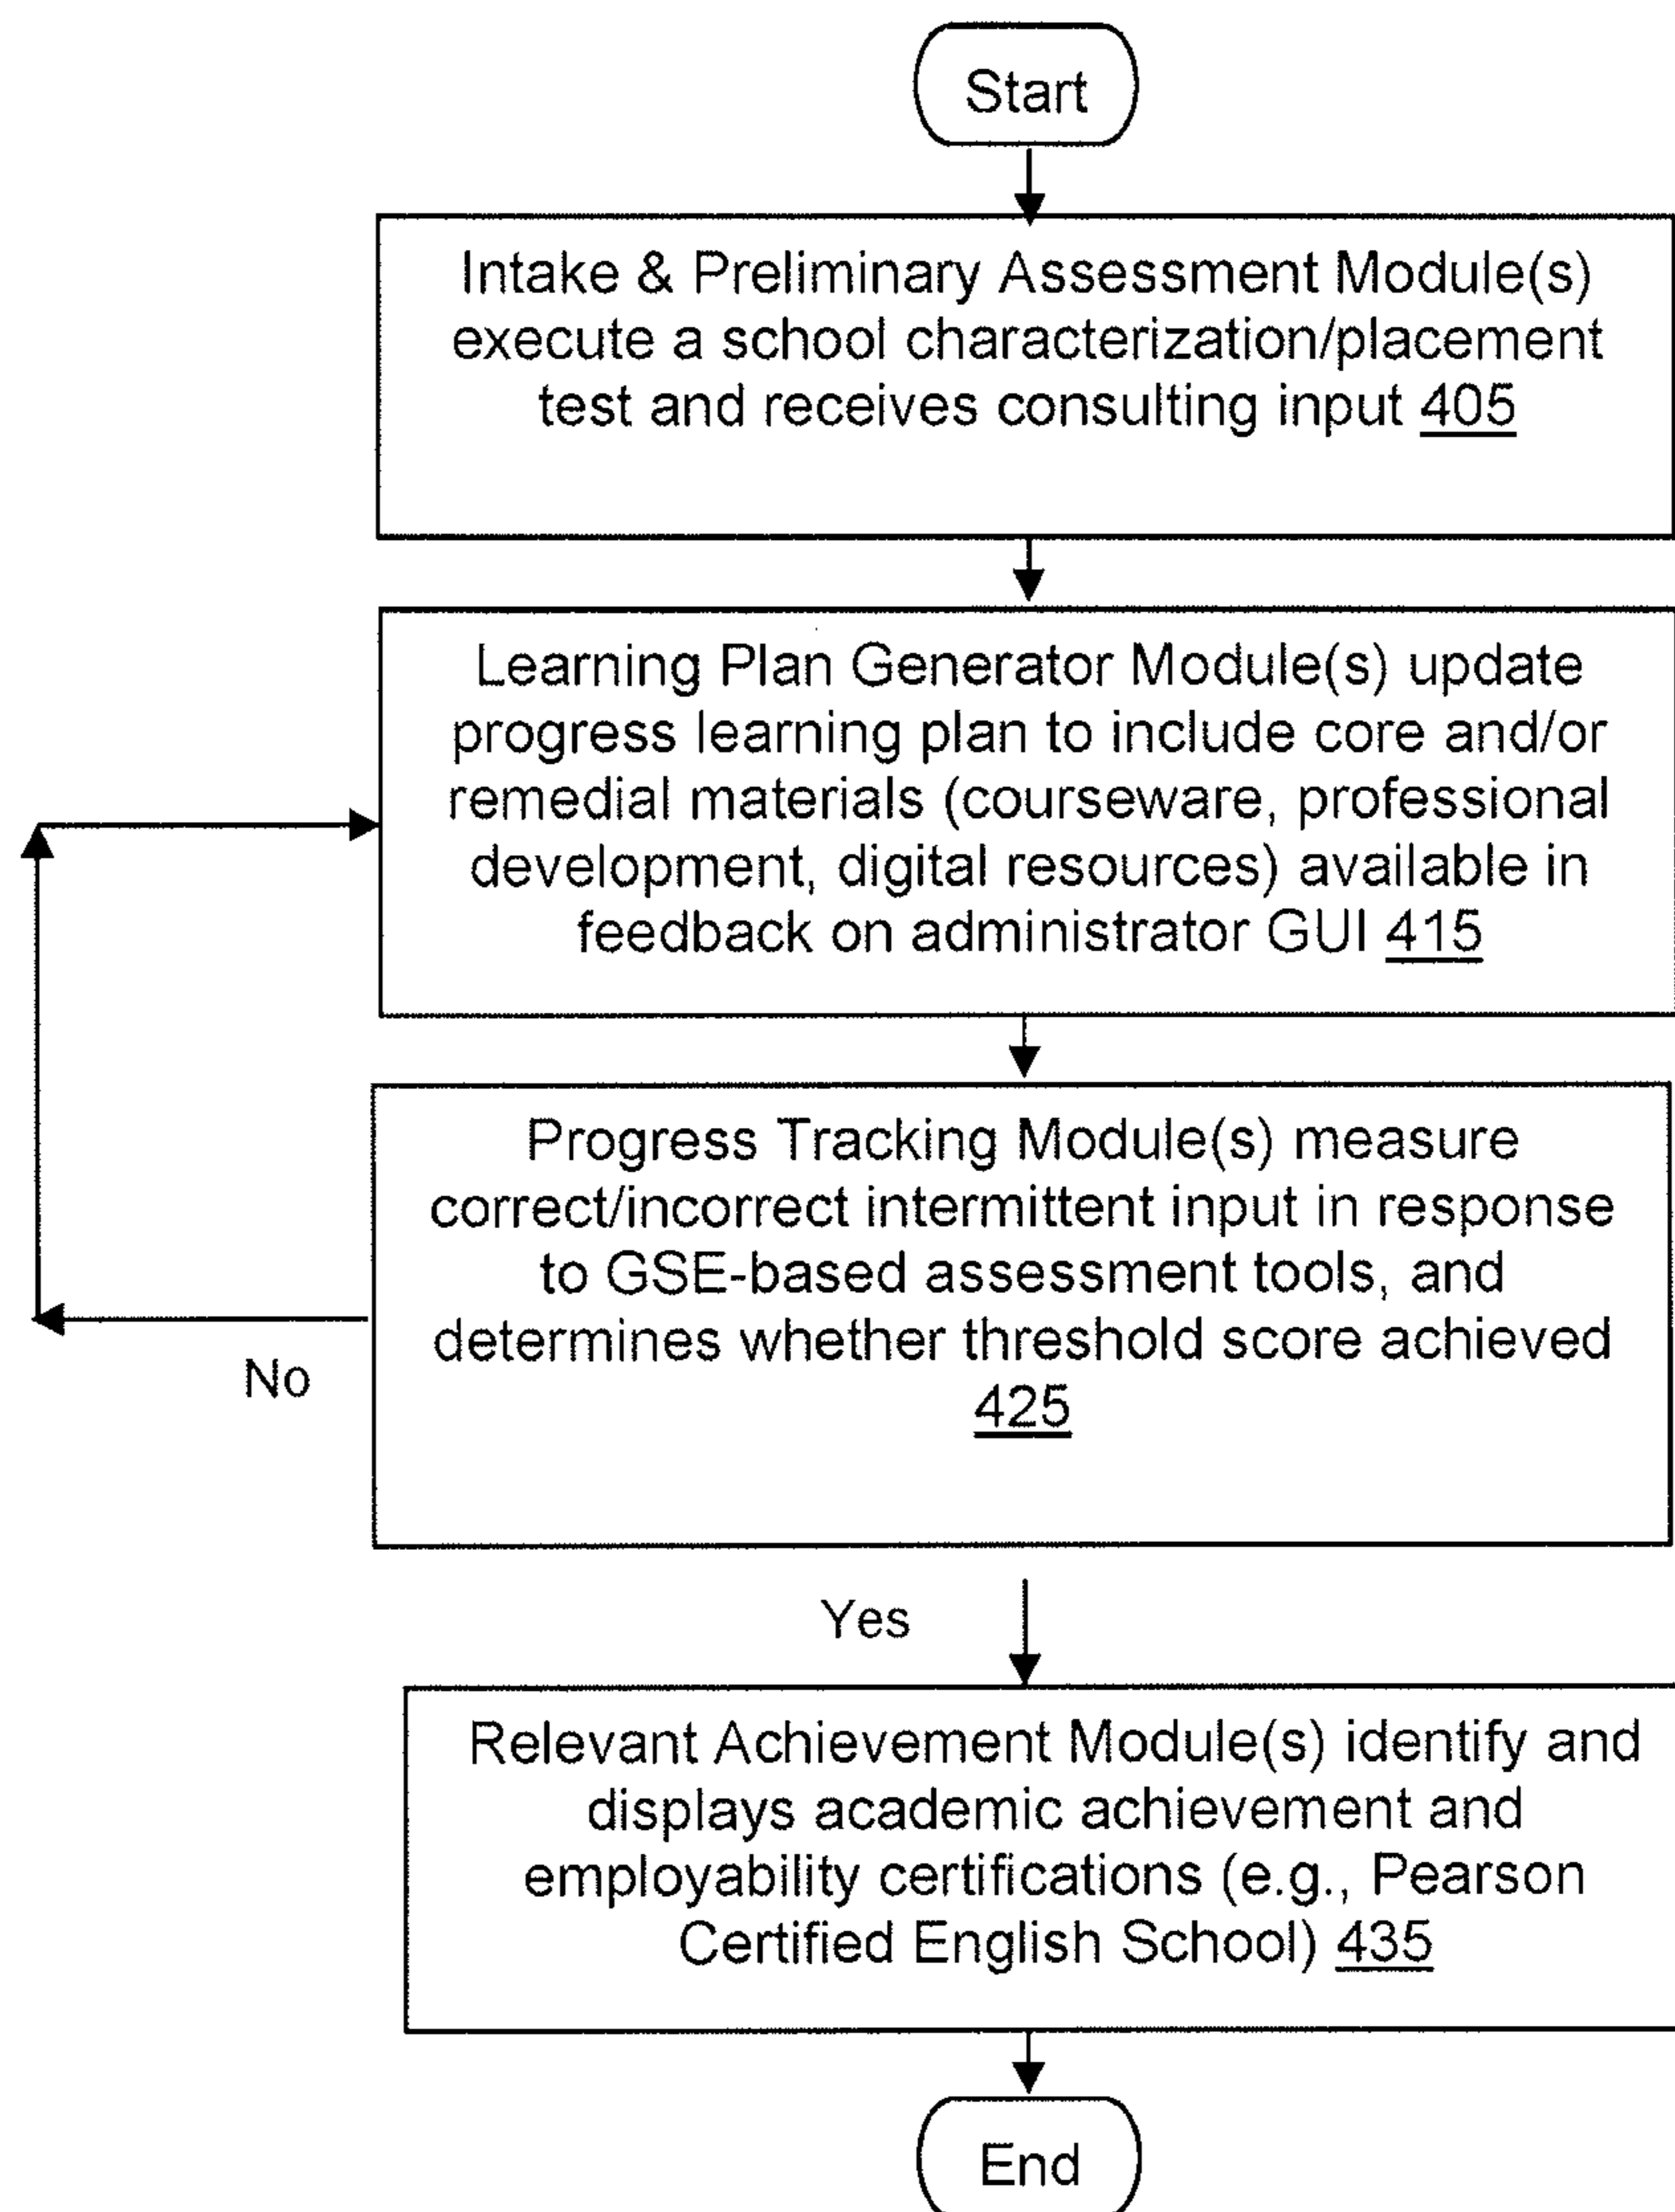 Start
Intake & Preliminary Assessment Module(s)
execute a school characterization/placement
test and receives consulting input 405
Learning Plan Generator Module(s) update
progress learning plan to include core and/or
remedial materials (courseware, professional
development, digital resources) available in
feedback on administrator GUI 415
Progress Tracking Module(s) measure
correct/incorrect intermittent input in response
to GSE-based assessment tools, and
determines whether threshold score achieved
425
No
Yes
Relevant Achievement Module(s) identify and
displays academic achievement and
employability certifications (e.g., Pearson
Certified English School) 435
End